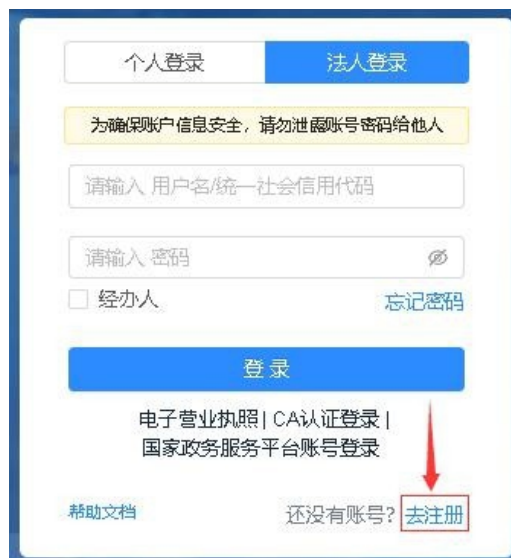 个人登录 法人登录
为确保账户信息安全，请勿泄露账号密码给他人
请输入 用户名/统一社会信用代码
请输入 密码
经办人 忘记密码
登 录
电子营业执照| CA认证登录 |
国家政务服务平台账号登录
帮助文档 还没有账号? 去注册